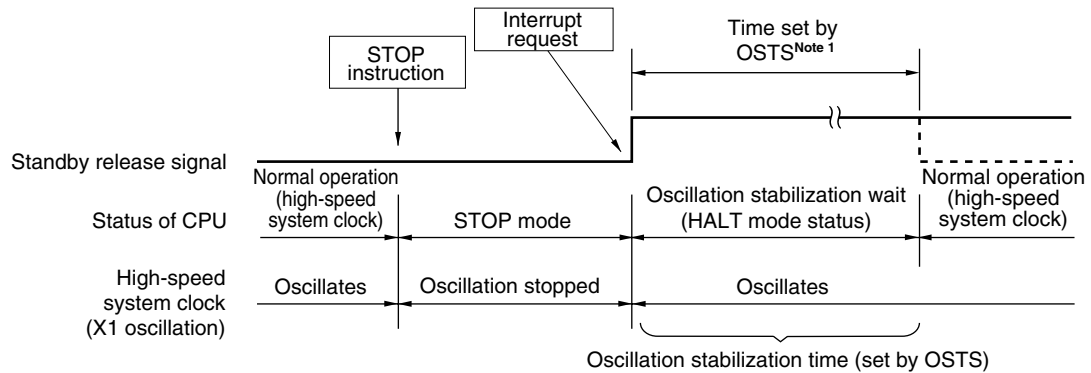 Interrupt
request
Time set by
OSTSNote 1
STOP
instruction
Standby release signal
Normal operation
(high-speed
system clock)
Oscillation stabilization wait
(HALT mode status)
Normal operation
(high-speed
system clock)
Status of CPU
STOP mode
High-speed
system clock
(X1 oscillation)
Oscillates
Oscillation stopped
Oscillates
Oscillation stabilization time (set by OSTS)